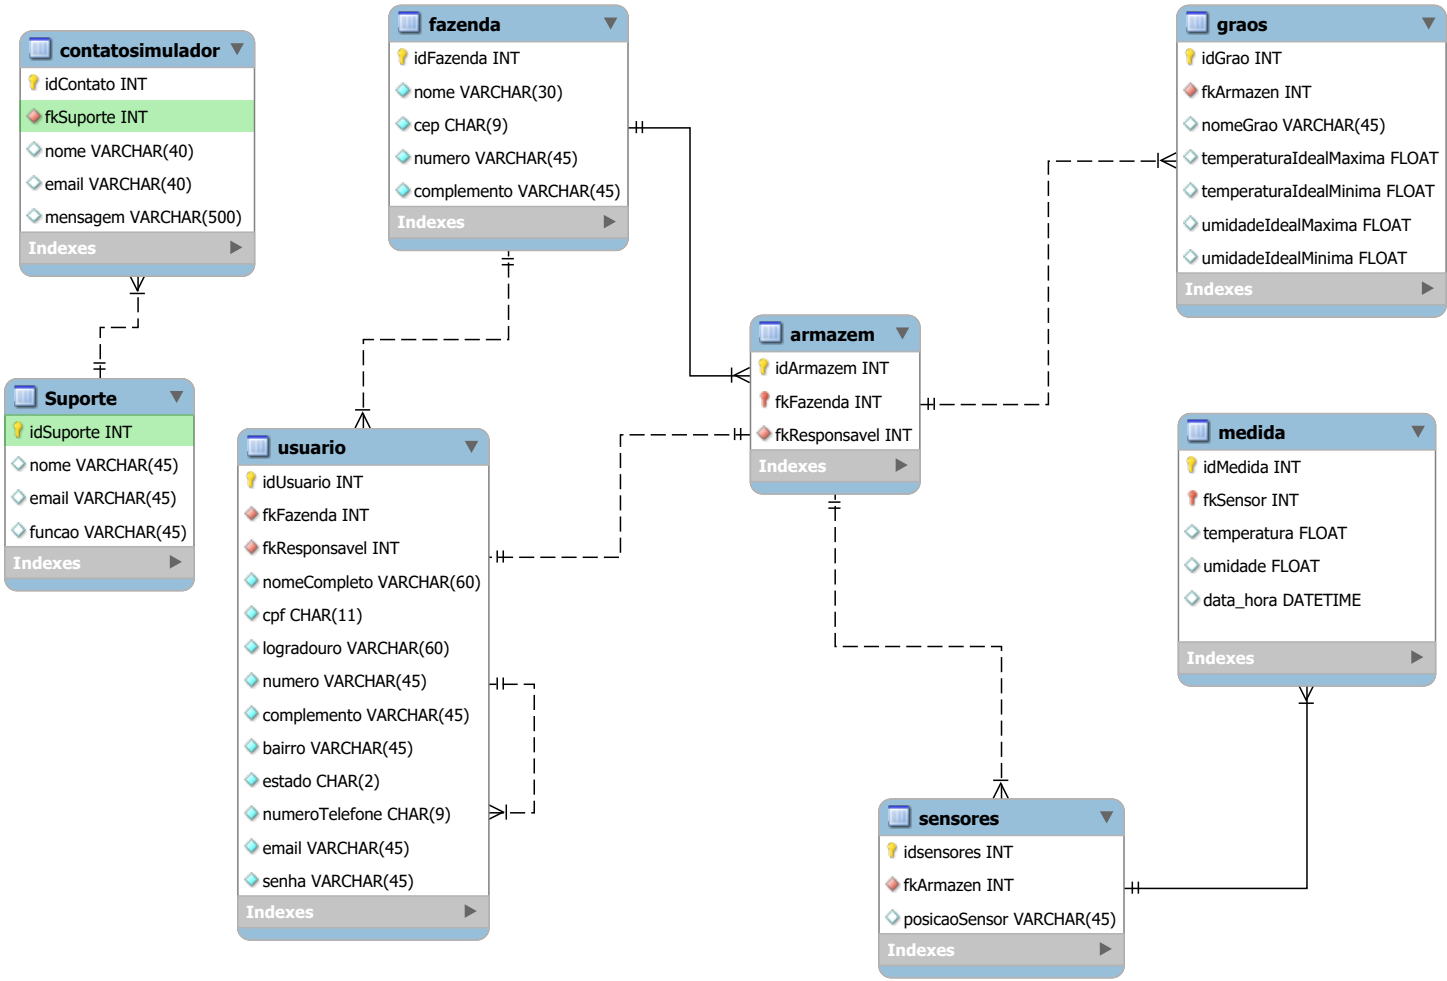 contatosimulador
idContato INT
fkSuporte INT
nome VARCHAR(40)
email VARCHAR(40)
mensagem VARCHAR(500)
Indexes
Suporte
idSuporte INT
nome VARCHAR(45)
email VARCHAR(45)
funcao VARCHAR(45)
Indexes
fazenda
idFazenda INT
nome VARCHAR(30)
cep CHAR(9)
numero VARCHAR(45)
complemento VARCHAR(45)
Indexes
usuario
idUsuario INT
fkFazenda INT
fkResponsavel INT
nomeCompleto VARCHAR(60)
cpf CHAR(11)
logradouro VARCHAR(60)
numero VARCHAR(45)
complemento VARCHAR(45)
bairro VARCHAR(45)
estado CHAR(2)
numeroTelefone CHAR(9)
email VARCHAR(45)
senha VARCHAR(45)
Indexes
armazem
idArmazem INT
fkFazenda INT
fkResponsavel INT
Indexes
graos
idGrao INT
fkArmazen INT
nomeGrao VARCHAR(45)
temperaturaIdealMaxima FLOAT
temperaturaIdealMinima FLOAT
umidadeIdealMaxima FLOAT
umidadeIdealMinima FLOAT
Indexes
medida
idMedida INT
fkSensor INT
temperatura FLOAT
umidade FLOAT
data_hora DATETIME
Indexes
sensores
idsensores INT
fkArmazen INT
posicaoSensor VARCHAR(45)
Indexes